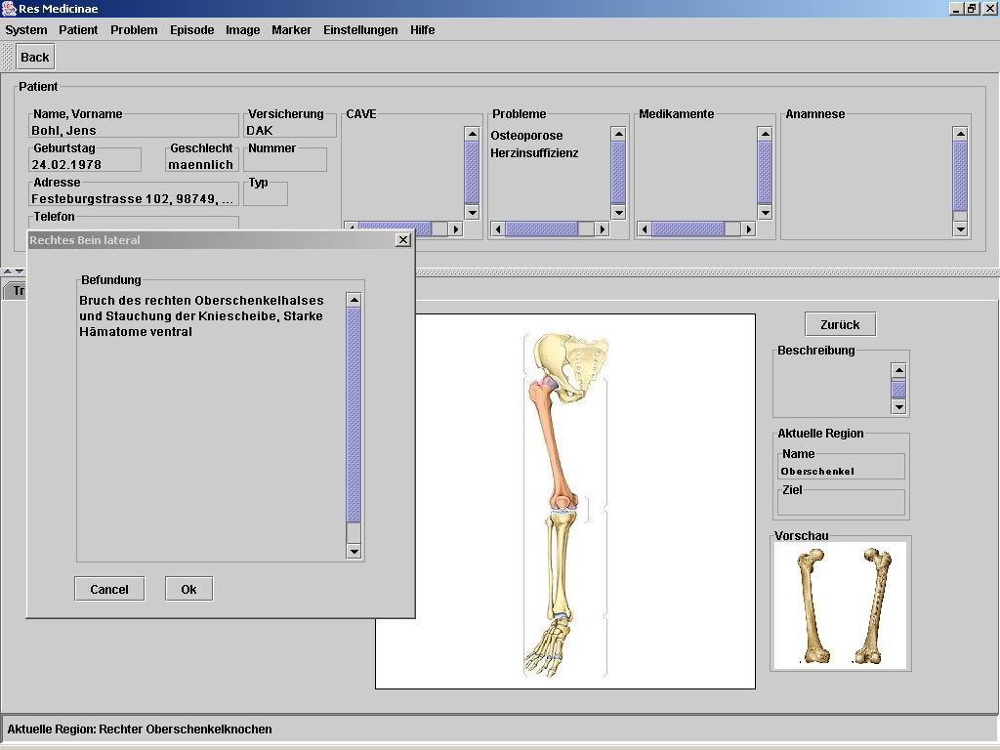 Res Medicinae
System Patient Problem Episode Image Marker Einstellungen Hilfe
Back
Patient
Name, Vorname
Bohl, Jens
Versicherung
DAK
Geburtstag
24.02.1978
Geschlecht
maennlich
Nummer
Adresse
Festeburgstrasse 102, 98749, ...
Typ
Telefon
CAVE
Probleme
Osteoporose
Herzinsuffizienz
Medikamente
Anamnese
Tr
Rechtes Bein lateral
Befundung
Bruch des rechten Oberschenkelhalses
und Stauchung der Kniescheibe, Starke
Hämatome ventral
Cancel Ok
Zurück
Beschreibung
Aktuelle Region
Name
Oberschenkel
Ziel
Vorschau
Aktuelle Region: Rechter Oberschenkelknochen